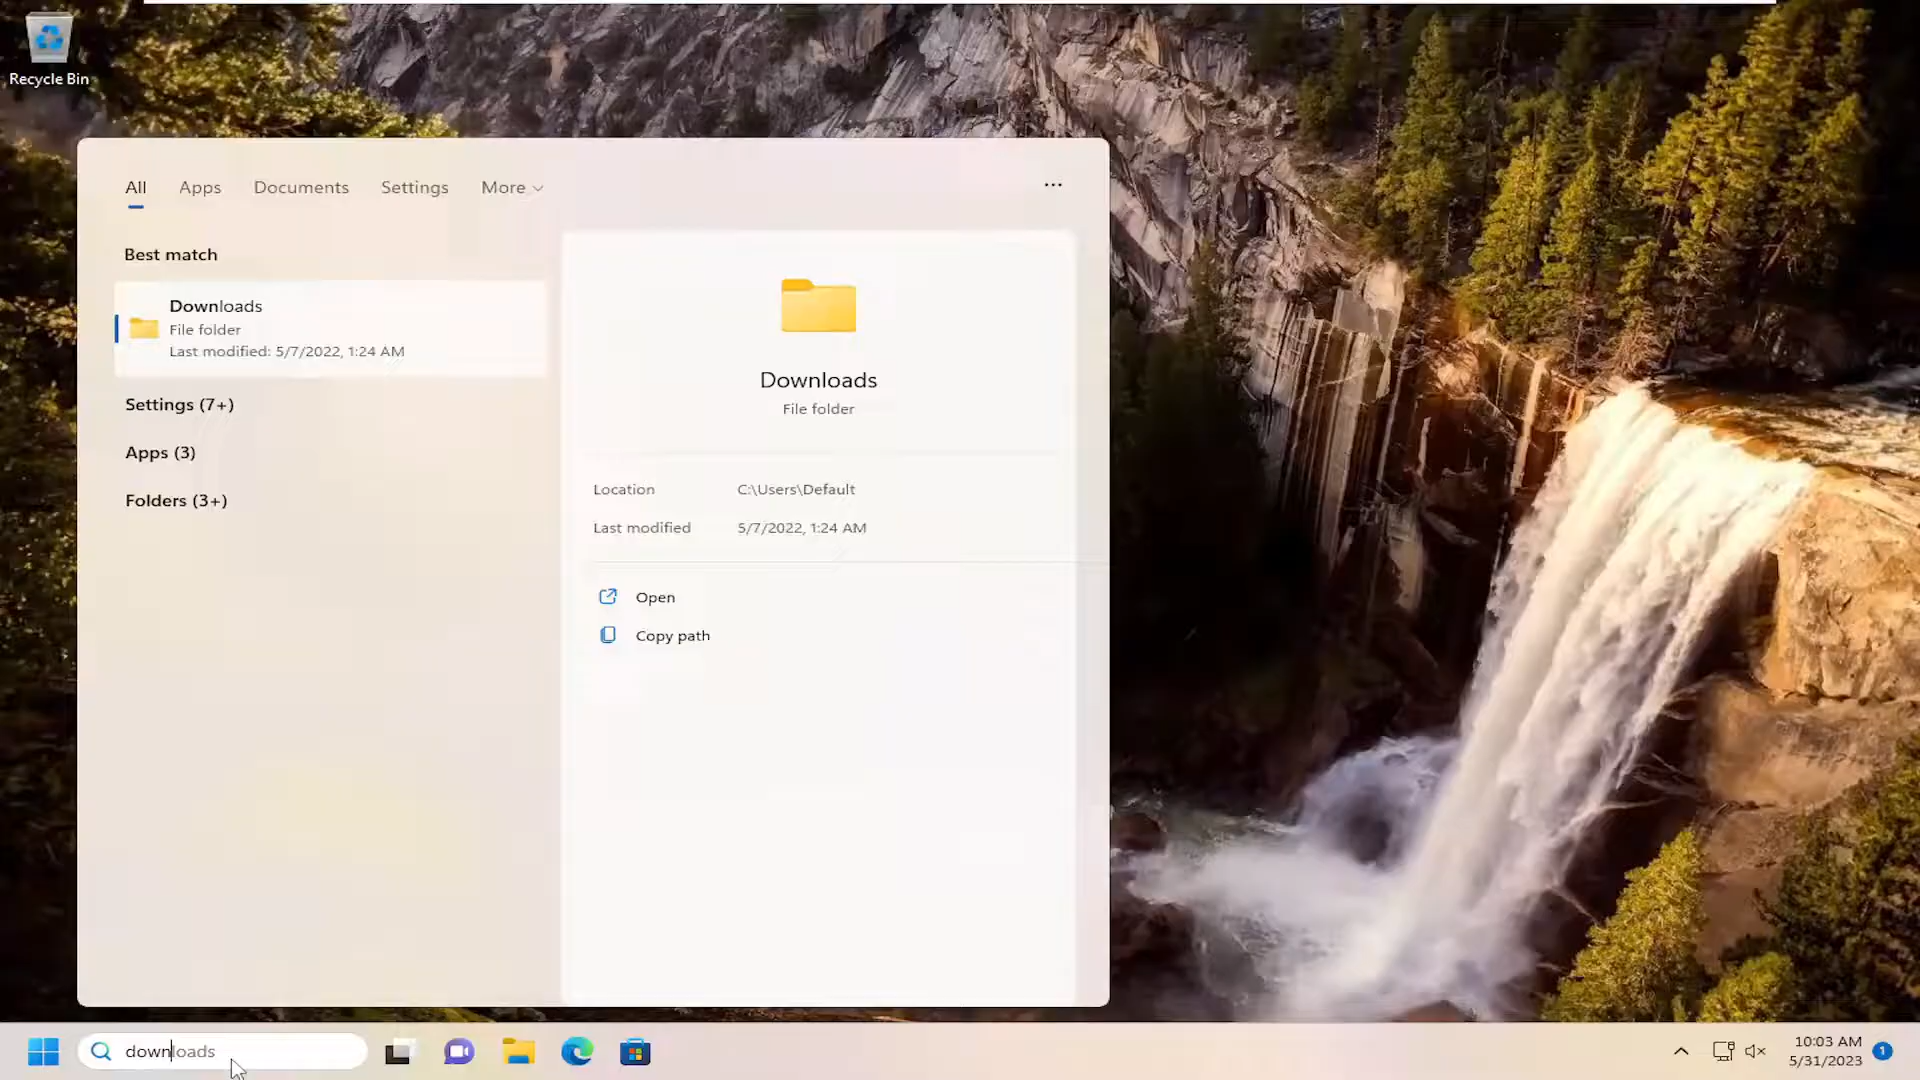 Recycle Bin
All Apps Documents Settings More ...
Best match
Downloads
File folder
Last modified: 5/7/2022, 1:24 AM
Settings (7+)
Apps (3)
Folders (3+)
Downloads
File folder
Location C:\Users\Default
Last modified 5/7/2022, 1:24 AM
Open
Copy path
downloads
10:03 AM
5/31/2023
1